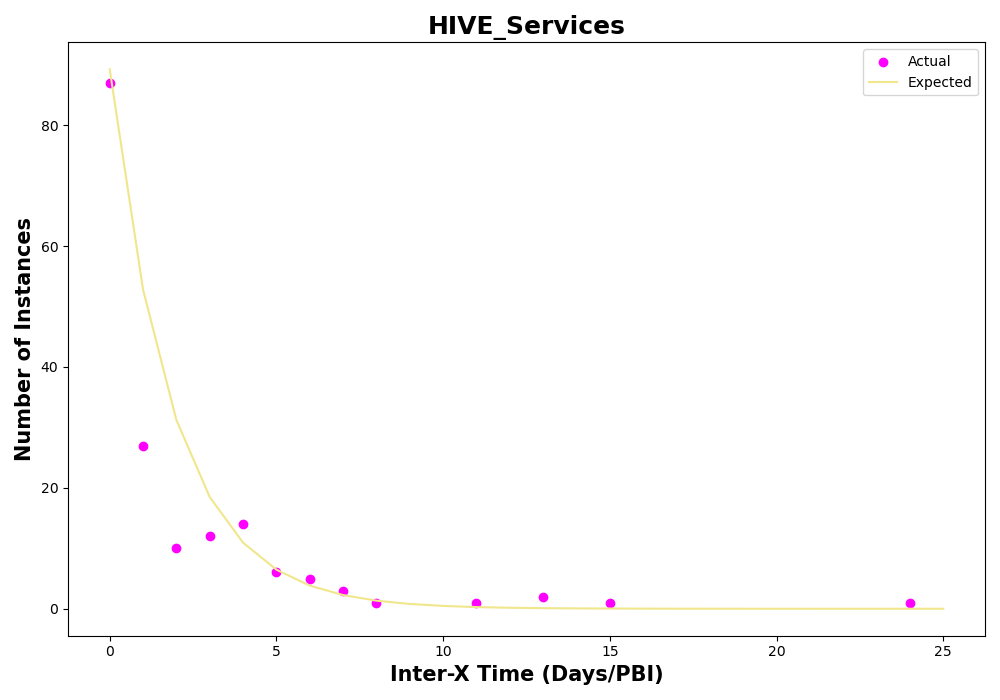 HIVE_Services
Actual
Expected
Number of Instances
80
60
40
20
0
0
5
10
15
20
25
Inter-X Time (Days/PBI)